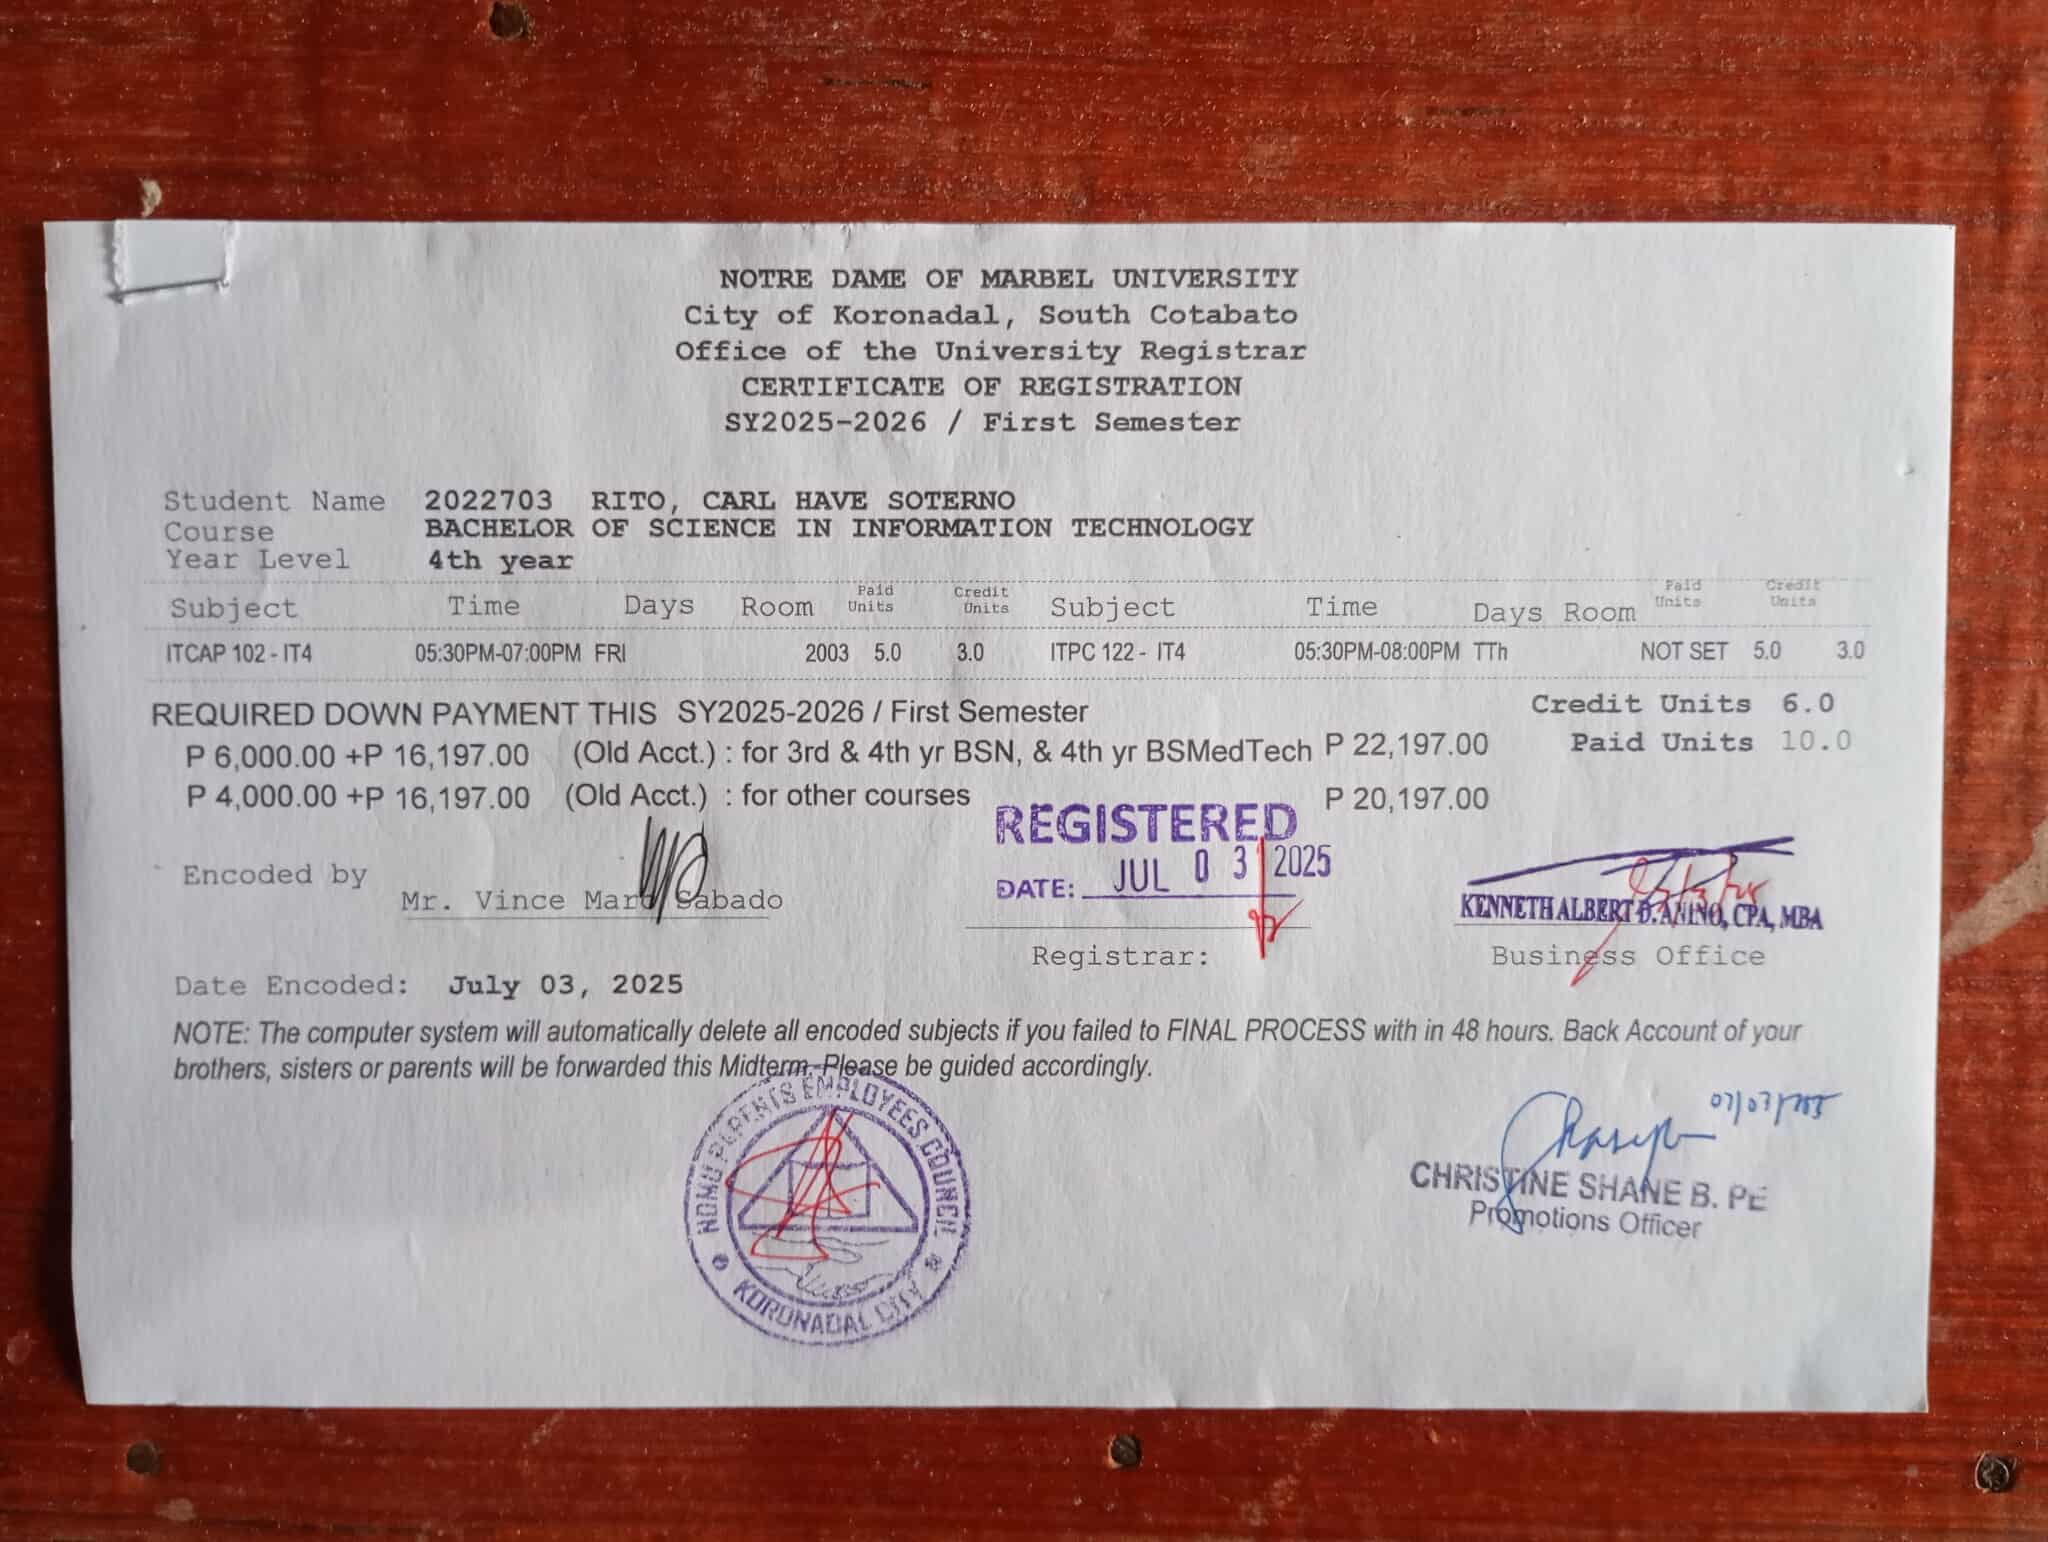 NOTRE DAME OF MARBEL UNIVERSITY
City of Koronadal, South Cotabato
Office of the University Registrar
CERTIFICATE OF REGISTRATION
SY2025-2026 / First Semester
Student Name 2022703 RITO, CARL HAVE SOTERNO
Course BACHELOR OF SCIENCE IN INFORMATION TECHNOLOGY
Year Level 4th year
Subject Time Days Room Paid Units Credit Units Subject Time Days Room Paid Units Credit Units
ITCAP 102 - IT4 05:30PM-07:00PM FRI 2003 5.0 3.0 ITPC 122 - IT4 05:30PM-08:00PM TTh NOT SET 5.0 3.0
REQUIRED DOWN PAYMENT THIS SY2025-2026 / First Semester Credit Units 6.0
P 6,000.00 +P 16,197.00 (Old Acct.) : for 3rd & 4th yr BSN, & 4th yr BSMedTech P 22,197.00 Paid Units 10.0
P 4,000.00 +P 16,197.00 (Old Acct.) : for other courses P 20,197.00
REGISTERED
DATE: JUL 03 2025
Encoded by Mr. Vince Sabado
KENNETH ALBERT D. ANINO, CPA, MBA
Registrar: Business Office
Date Encoded: July 03, 2025
NOTE: The computer system will automatically delete all encoded subjects if you failed to FINAL PROCESS with in 48 hours. Back Account of your
brothers, sisters or parents will be forwarded this Midterm. Please be guided accordingly.
NDMU PARENTS EMPLOYEES COUNCIL
KORONADAL CITY
CHRISTINE SHANE B. PE
Promotions Officer